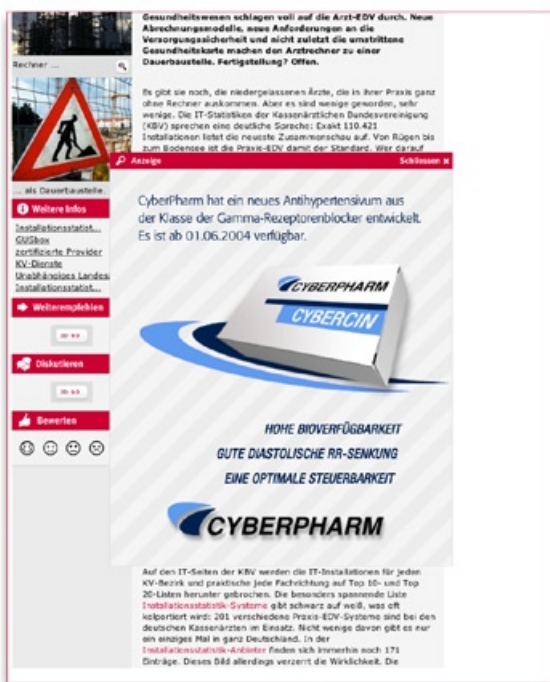 Gesundheitswesen schlagen voll auf die Arzt-EDV durch. Neue
Abrechnungsmodelle, neue Anforderungen an die
Versorgungssicherheit und nicht zuletzt die umstrittene
Gesundheitskarte machen den Arztrechner zu einer
Dauerbaustelle. Fertigstellung? Offen.
Rechner ...
Es gibt sie noch, die niedergelassenen Ärzte, die in ihrer Praxis ganz
ohne Rechner auskommen. Aber es sind wenige geworden, sehr
wenige. Die IT-Statistiken der Kassenärztlichen Bundesvereinigung
(KBV) sprechen eine deutliche Sprache: Exakt 110.421
Installationen listet die neueste Zusammenschau auf. Von Rügen bis
zum Bodensee ist die Praxis-EDV damit der Standard. Wer darauf
... als Dauerbaustelle.
Weitere Infos
Installationsstatist...
GUSbox
zertifizierte Provider
KV-Dienste
Unabhängiges Landes
Installationsstatist...
Weiterempfehlen
Diskutieren
Bewerten
Anzeige
Schliessen x
CyberPharm hat ein neues Antihypertensivum aus
der Klasse der Gamma-Rezeptorenblocker entwickelt.
Es ist ab 01.06.2004 verfügbar.
CYBERPHARM
CYBERCIN
HOHE BIOVERFÜGBARKEIT
GUTE DIASTOLISCHE RR-SENKUNG
EINE OPTIMALE STEUERBARKEIT
CYBERPHARM
Auf den IT-Seiten der KBV werden die IT-Installationen für jeden
KV-Bezirk und praktische jede Fachrichtung auf Top 10- und Top
20-Listen herunter gebrochen. Die besonders spannende Liste
Installationsstatistik-Systeme gibt schwarz auf weiß, was oft
kolportiert wird: 201 verschiedene Praxis-EDV-Systeme sind bei den
deutschen Kassenärzten im Einsatz. Nicht wenige davon gibt es nur
ein einziges Mal in ganz Deutschland. In der
Installationsstatistik-Anbieter finden sich immerhin noch 171
Einträge. Dieses Bild allerdings verzerrt die Wirklichkeit. Die